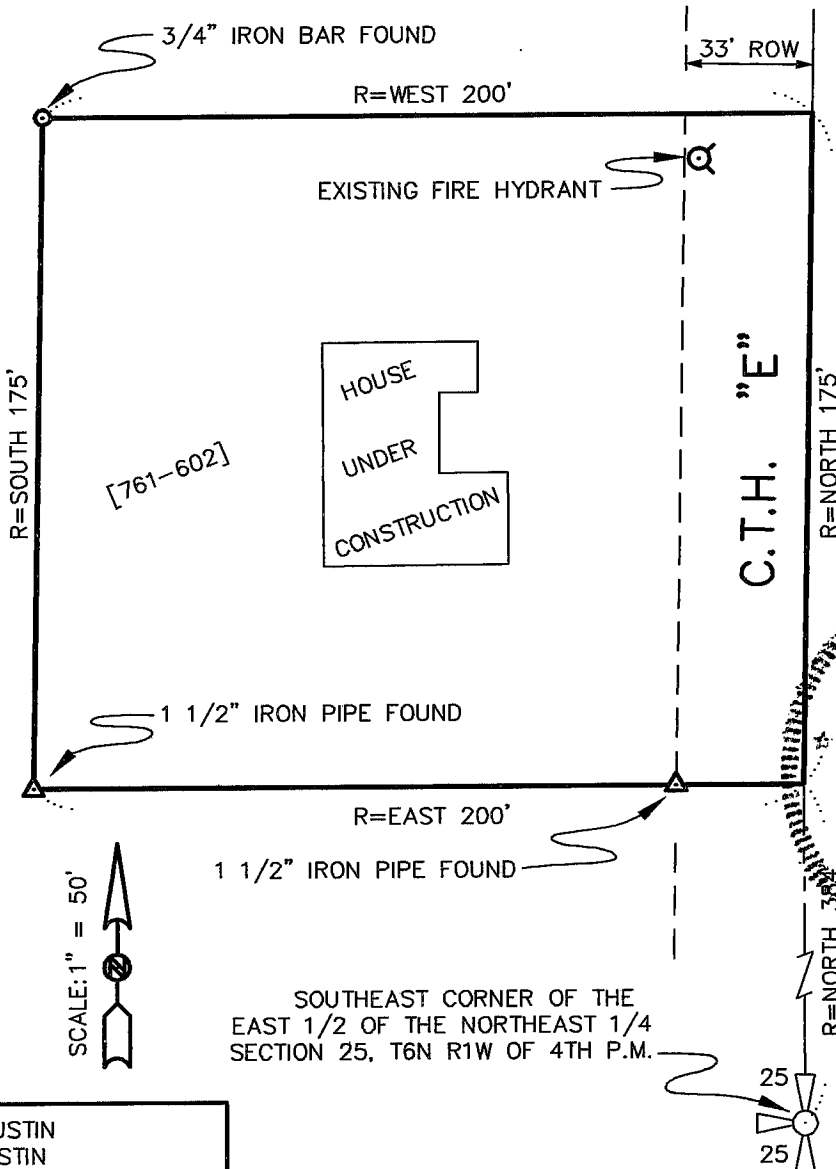 3/4" IRON BAR FOUND
33' ROW
R=WEST 200'
EXISTING FIRE HYDRANT
HOUSE
UNDER
CONSTRUCTION
[761-602]
R=SOUTH 175'
C.T.H. "E"
R=NORTH 175'
1 1/2" IRON PIPE FOUND
R=EAST 200'
1 1/2" IRON PIPE FOUND
SCALE: 1" = 50'
N
R=NORTH 384'
SOUTHEAST CORNER OF THE
EAST 1/2 OF THE NORTHEAST 1/4
SECTION 25, T6N R1W OF 4TH P.M.
25
25
USTIN
STIN